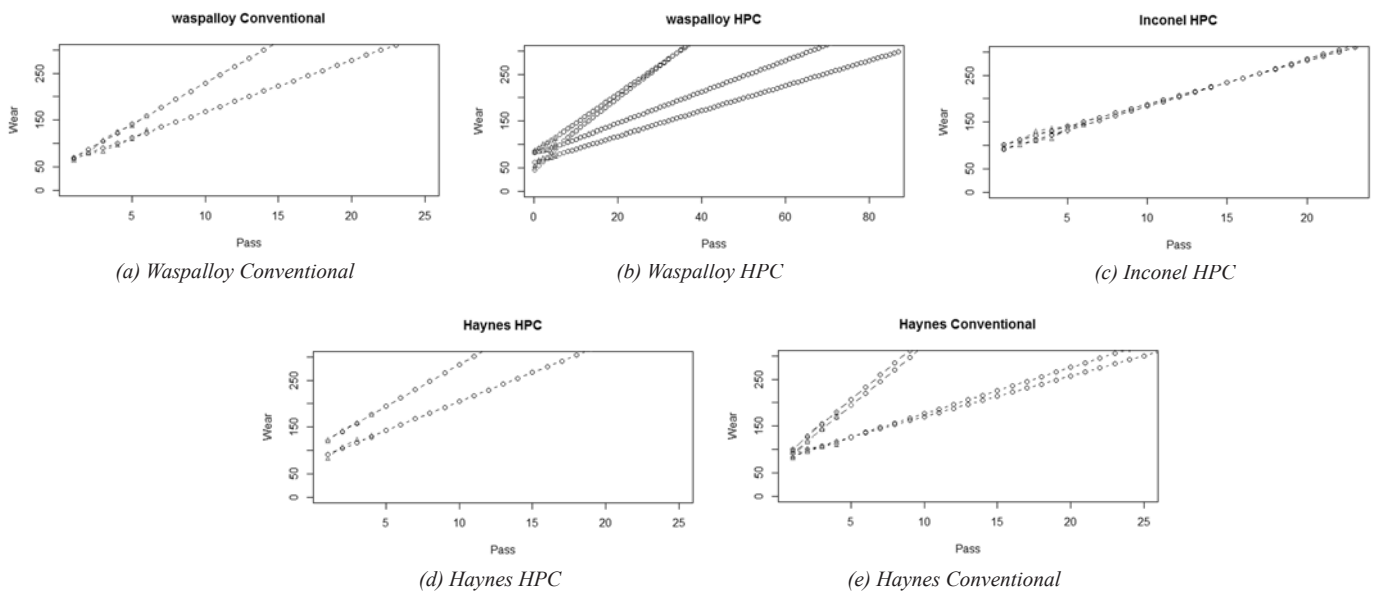 waspalloy Conventional
Wear
250
150
50
0
5
10
15
20
25
Pass
(a) Waspalloy Conventional
waspalloy HPC
Wear
250
150
50
0
0
20
40
60
80
Pass
(b) Waspalloy HPC
Inconel HPC
Wear
250
150
50
0
5
10
15
20
Pass
(c) Inconel HPC
Haynes HPC
Wear
250
150
50
0
5
10
15
20
25
Pass
(d) Haynes HPC
Haynes Conventional
Wear
250
150
50
0
5
10
15
20
25
Pass
(e) Haynes Conventional